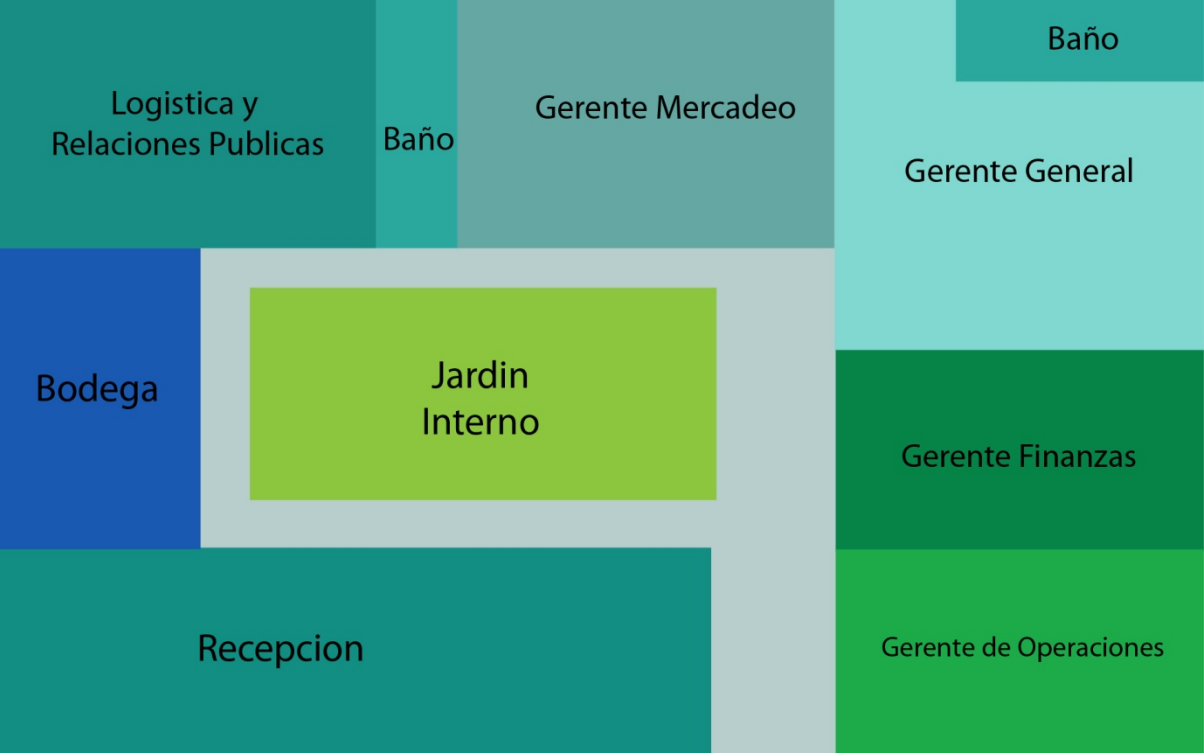 Logistica y
Relaciones Publicas
Baño
Gerente Mercadeo
Baño
Gerente General
Bodega
Jardin
Interno
Gerente Finanzas
Recepcion
Gerente de Operaciones